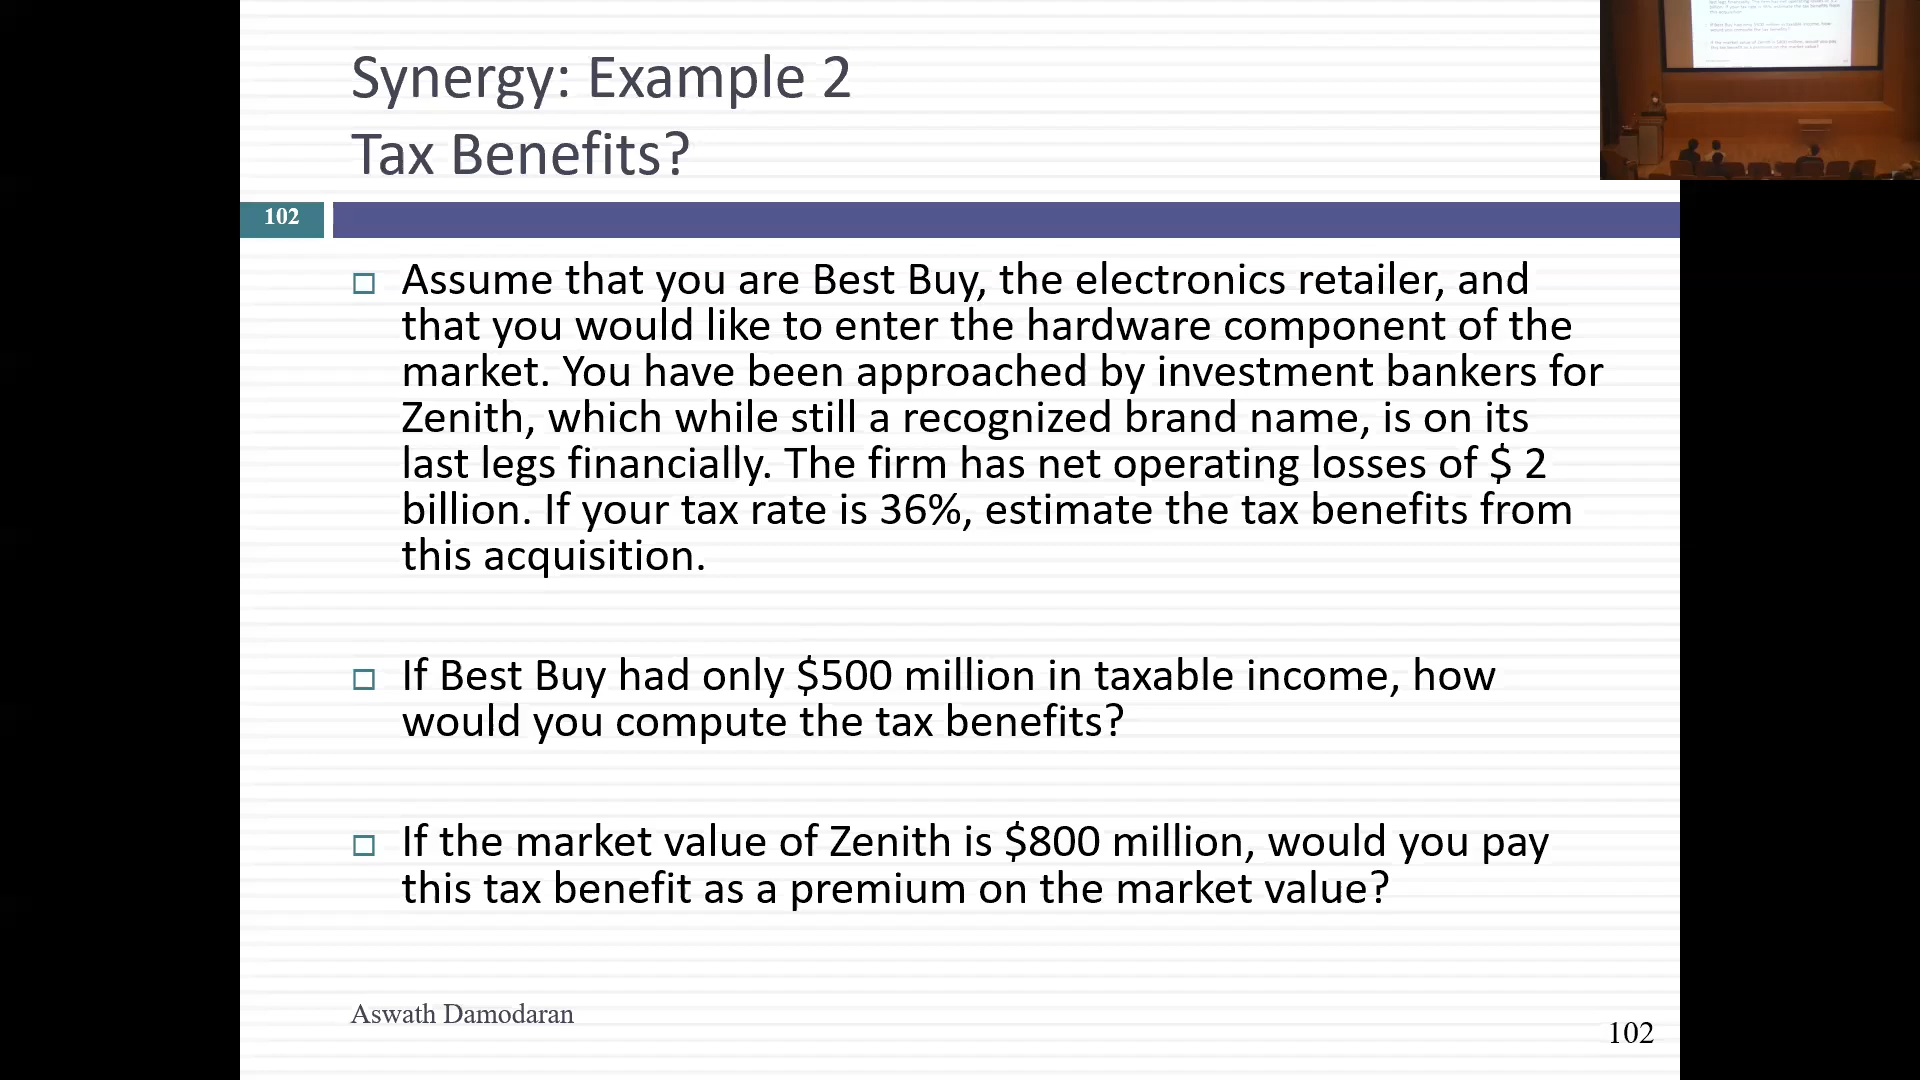 Synergy: Example 2
Tax Benefits?
102
Assume that you are Best Buy, the electronics retailer, and
that you would like to enter the hardware component of the
market. You have been approached by investment bankers for
Zenith, which while still a recognized brand name, is on its
last legs financially. The firm has net operating losses of $ 2
billion. If your tax rate is 36%, estimate the tax benefits from
this acquisition.
If Best Buy had only $500 million in taxable income, how
would you compute the tax benefits?
If the market value of Zenith is $800 million, would you pay
this tax benefit as a premium on the market value?
Aswath Damodaran
102